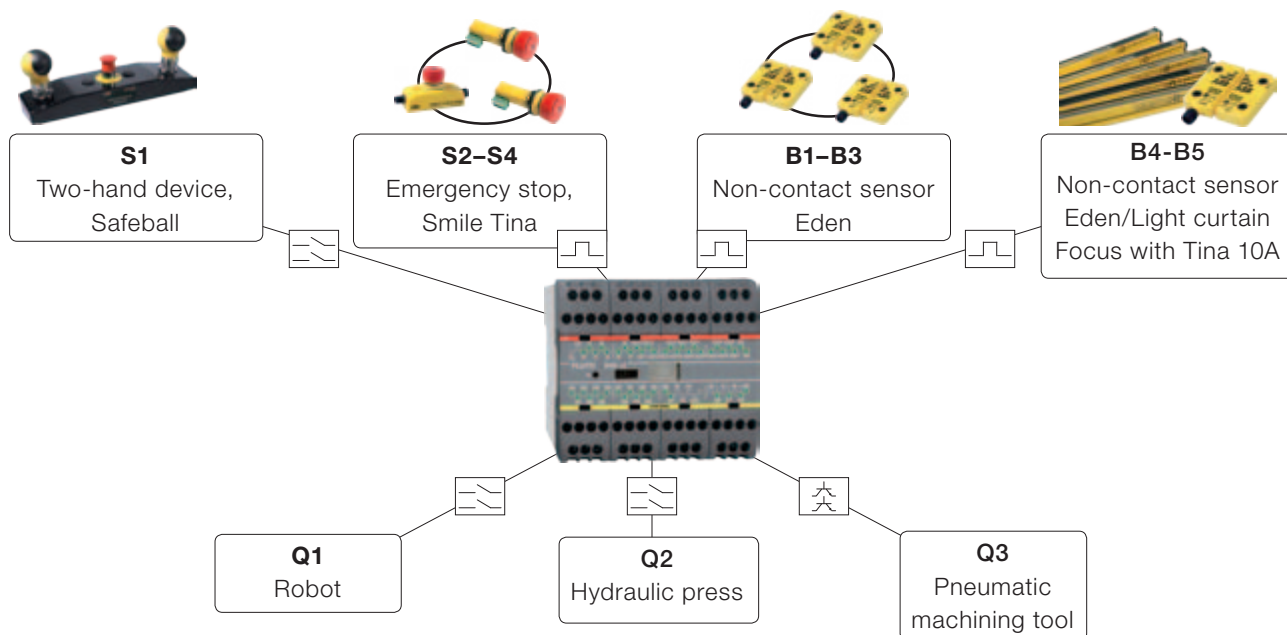 S1
Two-hand device,
Safeball
S2–S4
Emergency stop,
Smile Tina
B1–B3
Non-contact sensor
Eden
B4-B5
Non-contact sensor
Eden/Light curtain
Focus with Tina 10A
Q1
Robot
Q2
Hydraulic press
Q3
Pneumatic
machining tool